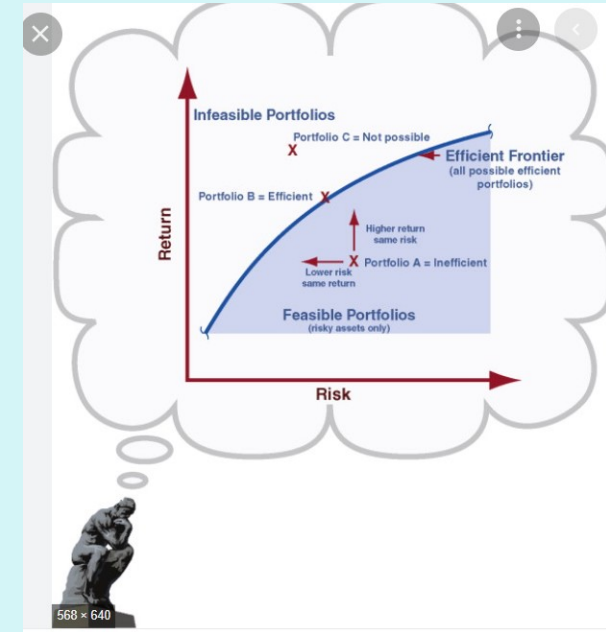 Infeasible Portfolios
Portfolio C = Not possible
X
Efficient Frontier
(all possible efficient
portfolios)
Portfolio B = Efficient X
Return
Higher return
same risk
X Portfolio A = Inefficient
Lower risk
same return
Feasible Portfolios
(risky assets only)
Risk
568 × 640